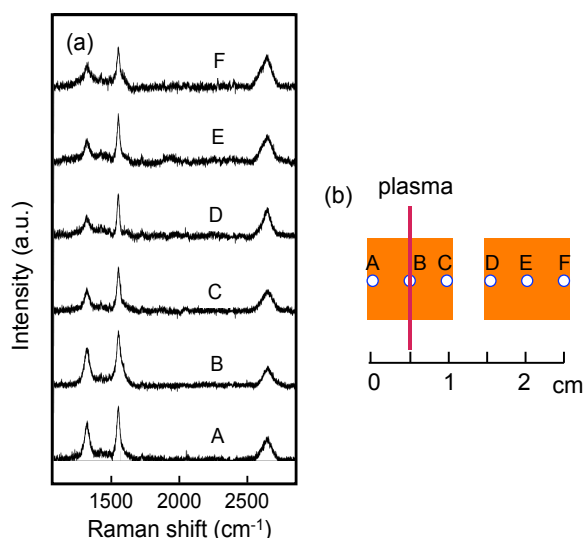 (a)
F
E
D
C
B
A
Intensity (a.u.)
1500 2000 2500
Raman shift (cm-1)
(b)
plasma
A B C D E F
0 1 2 cm